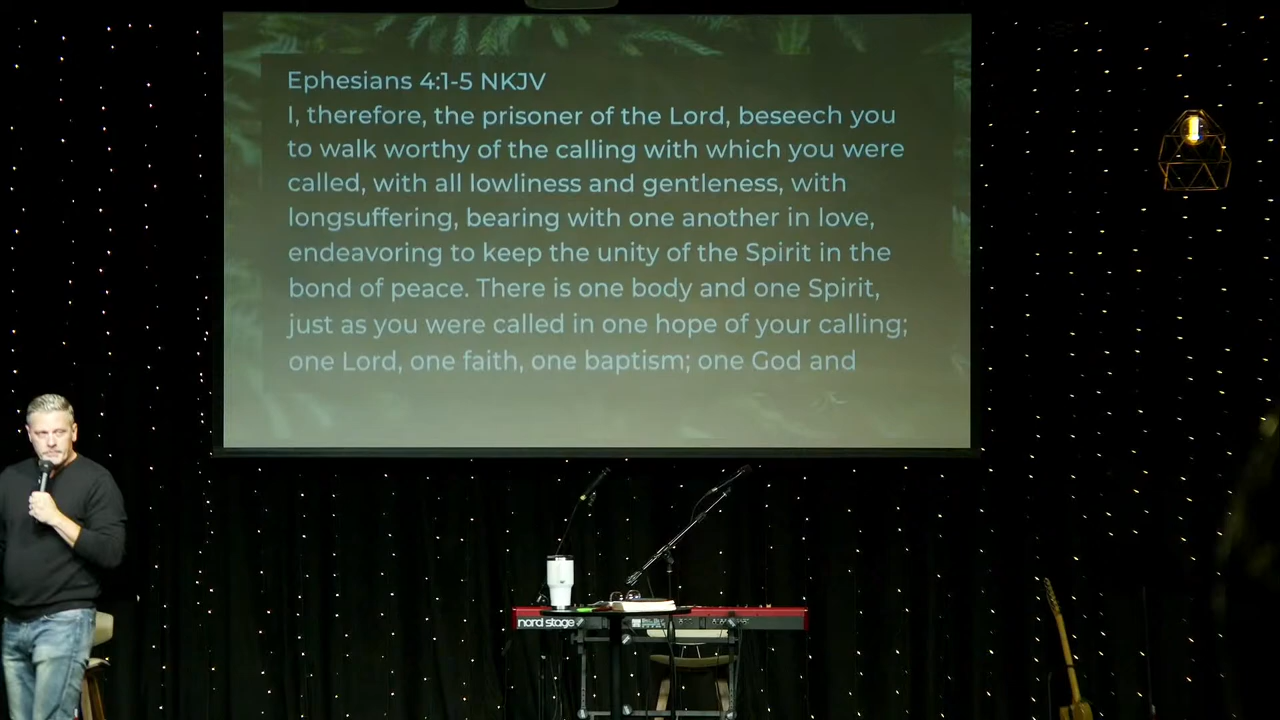 Ephesians 4:1-5 NKJV
I, therefore, the prisoner of the Lord, beseech you
to walk worthy of the calling with which you were
called, with all lowliness and gentleness, with
longsuffering, bearing with one another in love,
endeavoring to keep the unity of the Spirit in the
bond of peace. There is one body and one Spirit,
just as you were called in one hope of your calling;
one Lord, one faith, one baptism; one God and
nord stage